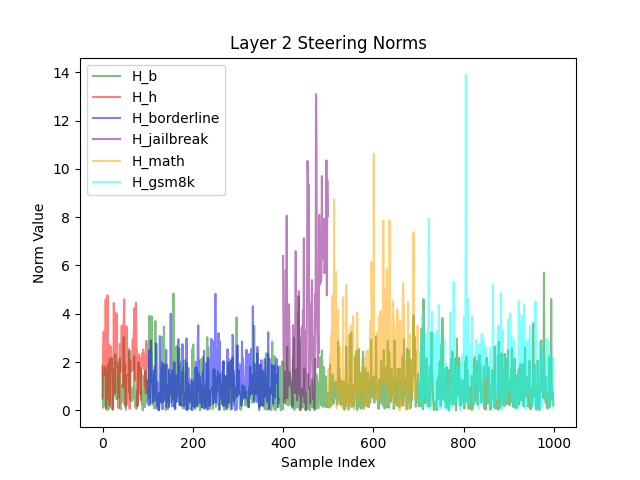 Layer 2 Steering Norms
H_b
H_h
H_borderline
H_jailbreak
H_math
H_gsm8k
14
12
10
8
6
4
2
0
Norm Value
0 200 400 600 800 1000
Sample Index